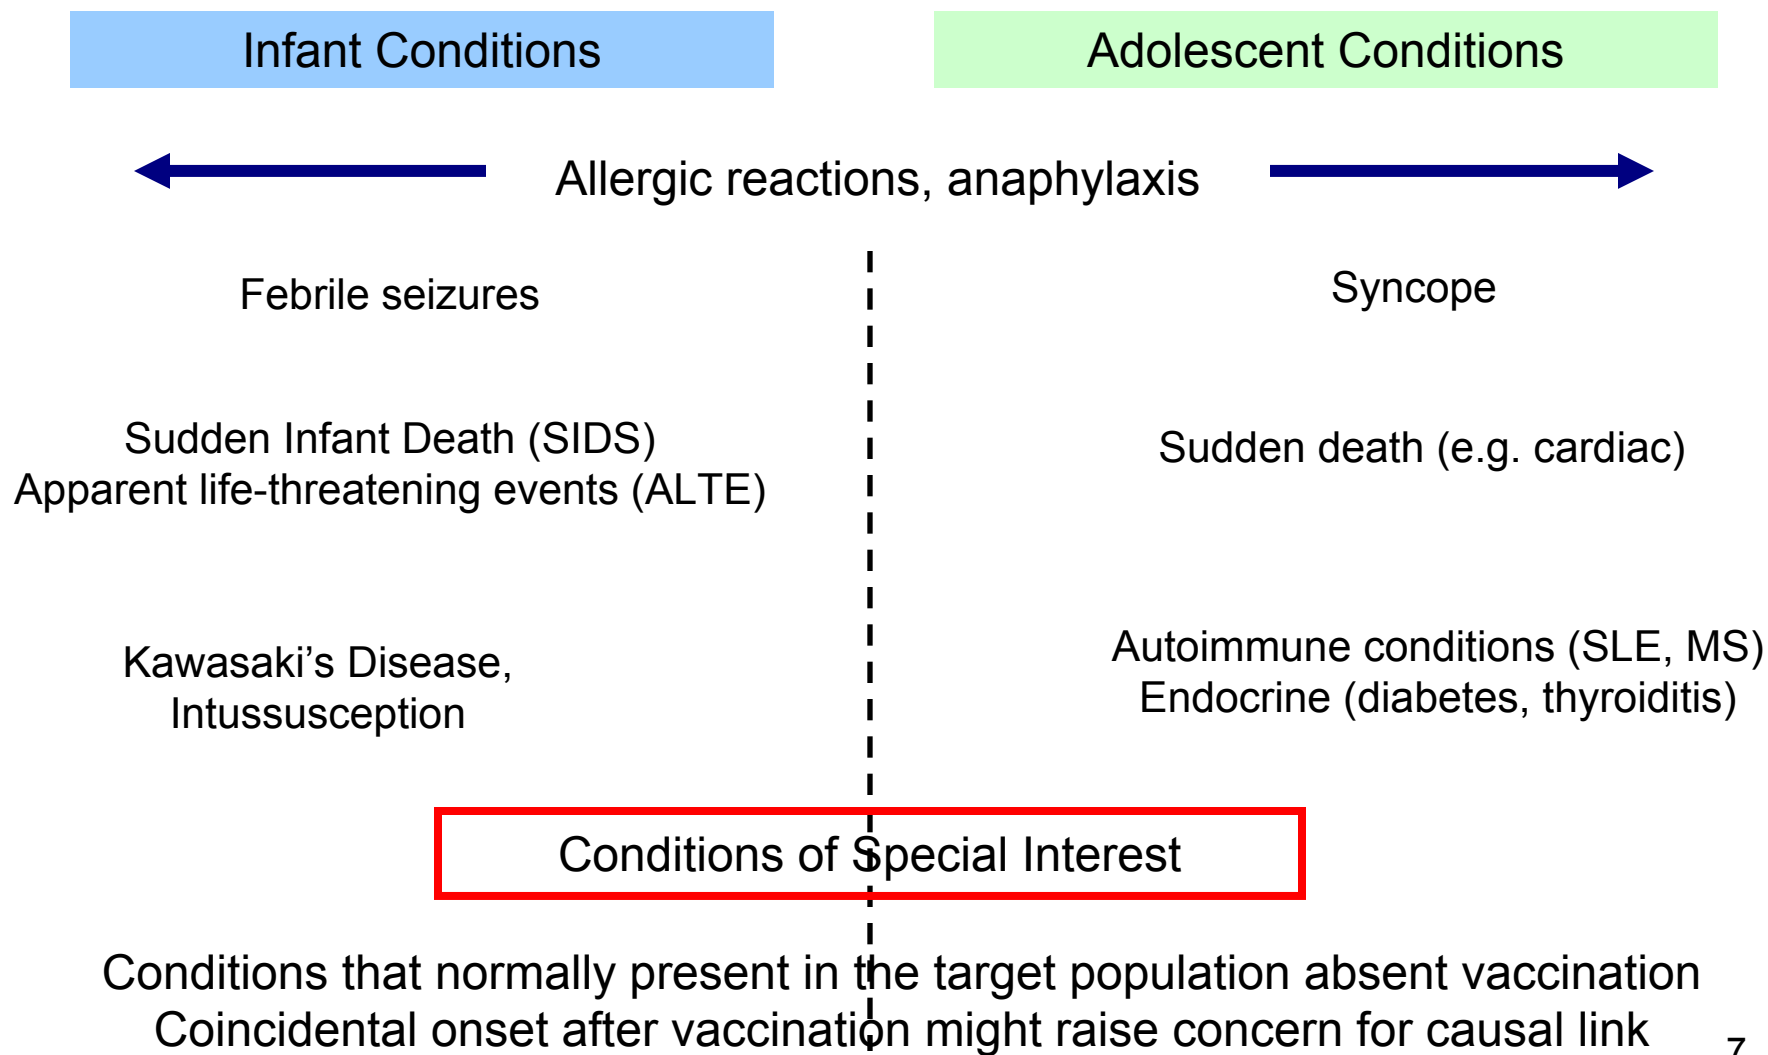 Infant Conditions
Adolescent Conditions
Allergic reactions, anaphylaxis
Febrile seizures
Syncope
Sudden Infant Death (SIDS)
Apparent life-threatening events (ALTE)
Sudden death (e.g. cardiac)
Kawasaki’s Disease,
Intussusception
Autoimmune conditions (SLE, MS)
Endocrine (diabetes, thyroiditis)
Conditions of Special Interest
Conditions that normally present in the target population absent vaccination
Coincidental onset after vaccination might raise concern for causal link
7